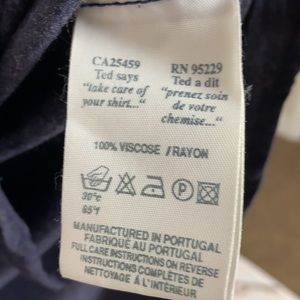 CA25459 RN 95229
Ted says Ted a dit
"take care of "prenez soin
your shirt..." de votre
chemise..."
100% VISCOSE / RAYON
P
30°c
85°f
MANUFACTURED IN PORTUGAL
FABRIQUÉ AU PORTUGAL
FULL CARE INSTRUCTIONS ON REVERSE
INSTRUCTIONS COMPLÈTES DE
NETTOYAGE À L'INTÉRIEUR